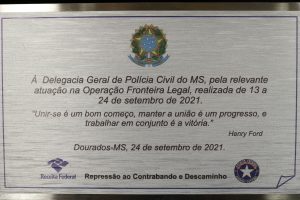 À Delegacia Geral de Polícia Civil do MS, pela relevante
atuação na Operação Fronteira Legal, realizada de 13 a
24 de setembro de 2021.
"Unir-se é um bom começo, manter a união é um progresso, e
trabalhar em conjunto é a vitória."
Henry Ford
Dourados-MS, 24 de setembro de 2021.
Receita Federal
Repressão ao Contrabando e Descaminho